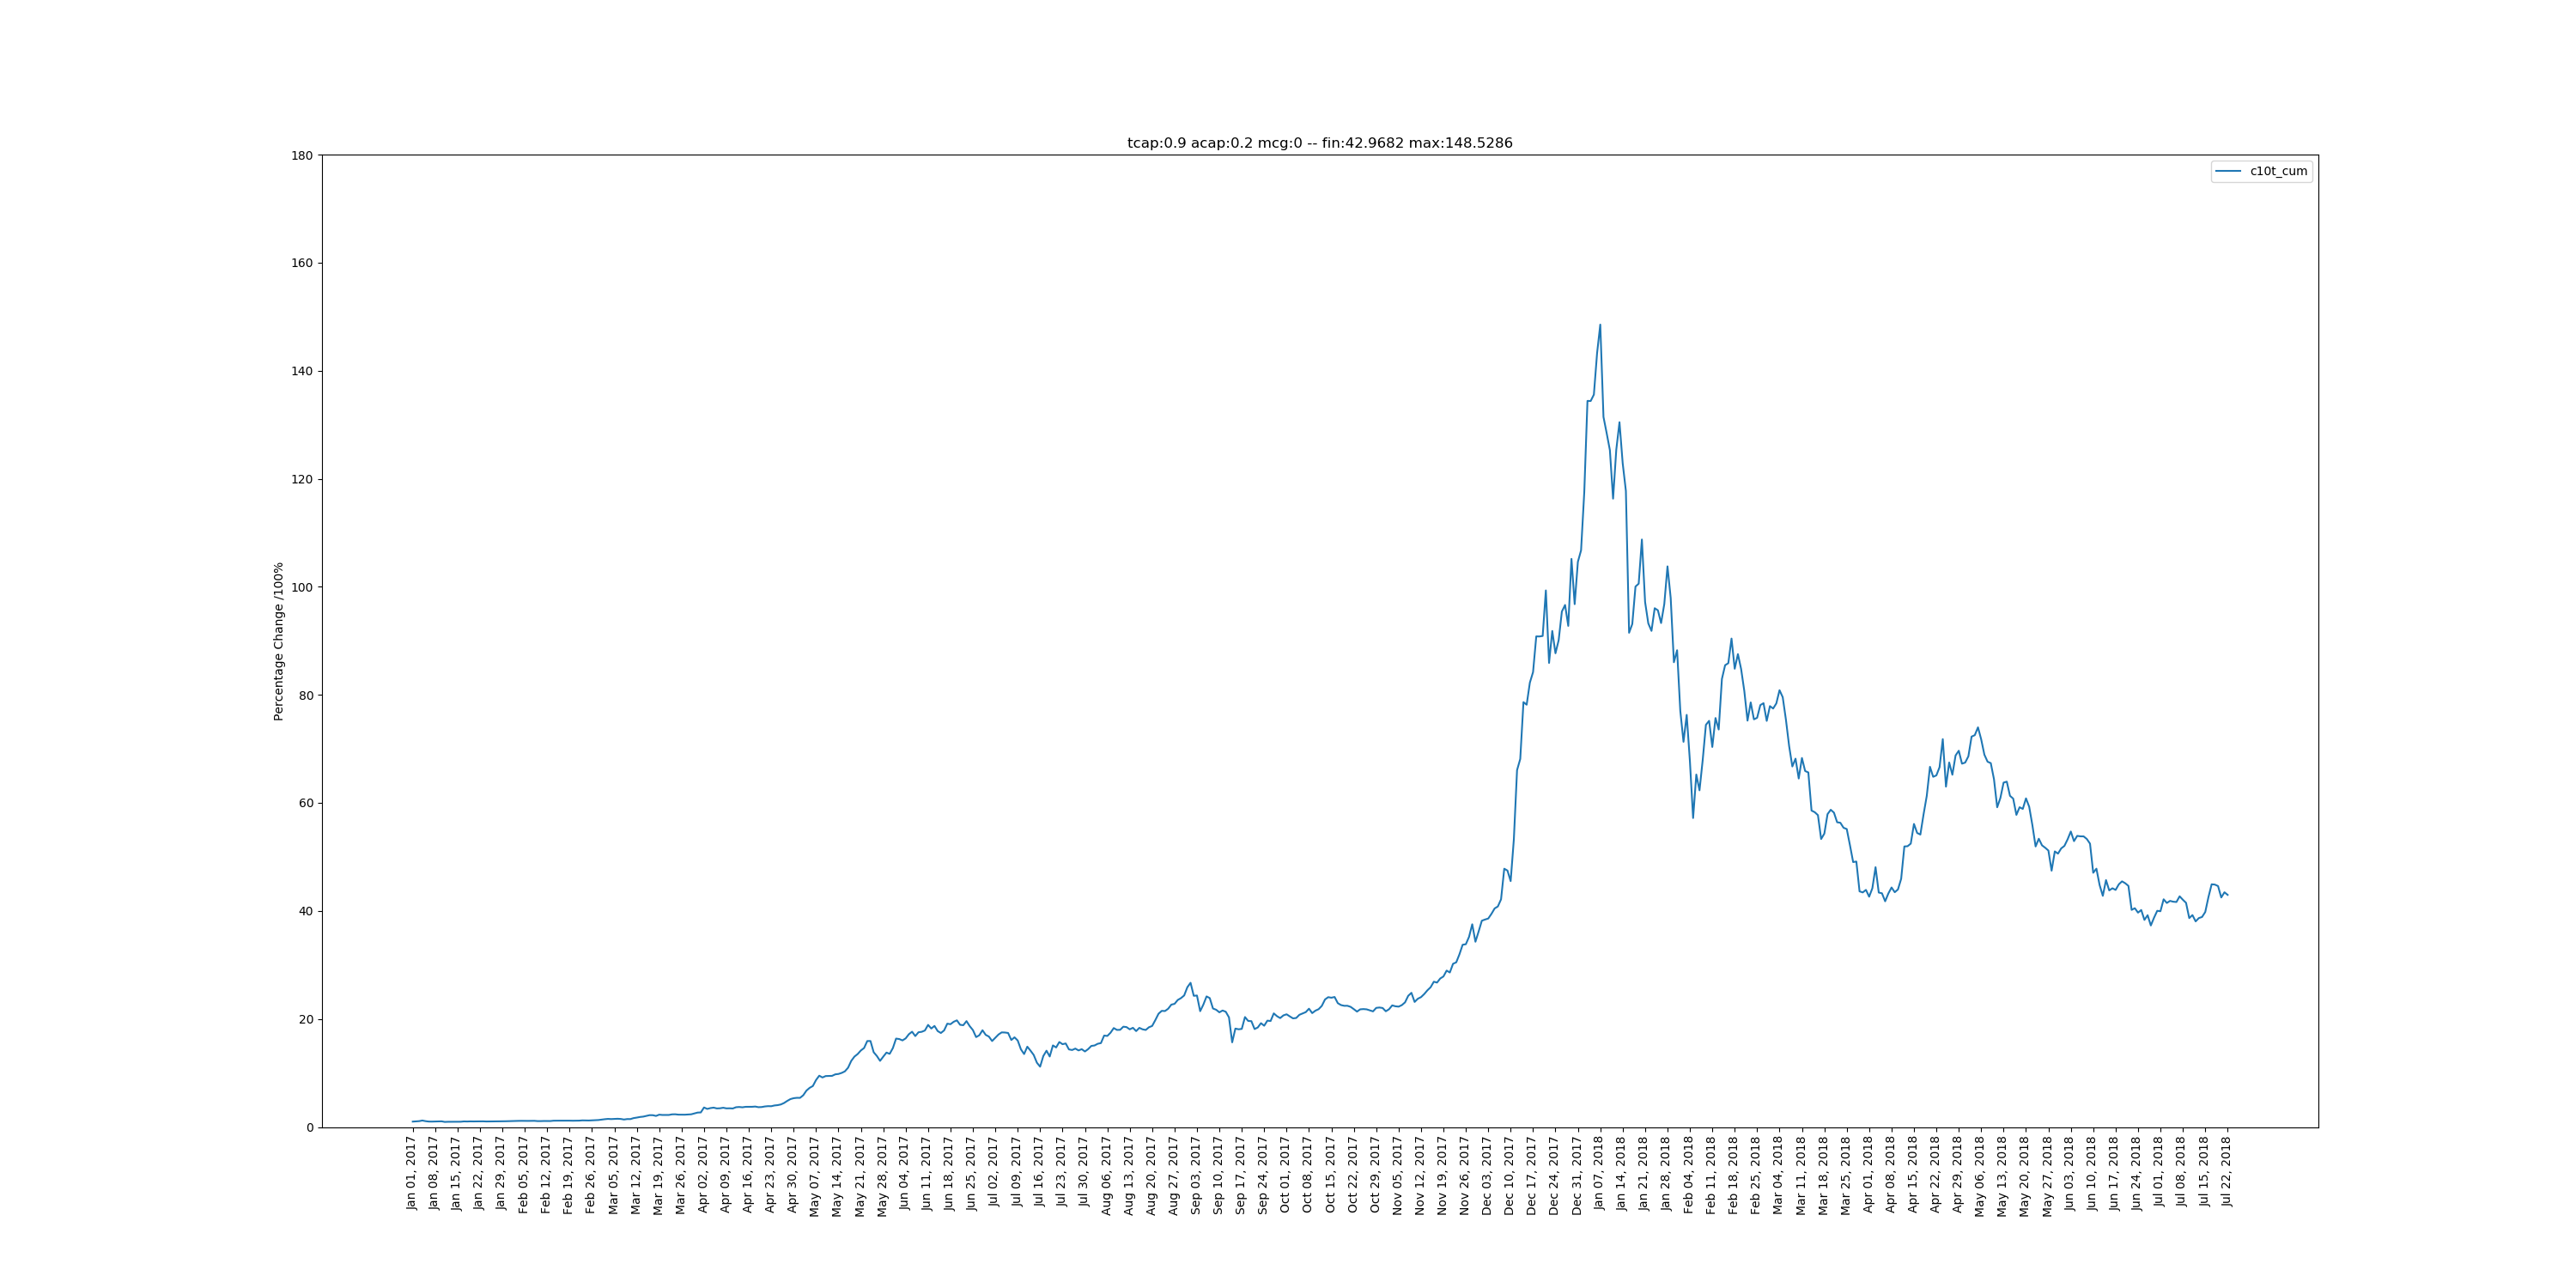 tcap:0.9 acap:0.2 mcg:0 -- fin:42.9682 max:148.5286
c10t_cum
Percentage Change /100%
180
160
140
120
100
80
60
40
20
0
Jan 01, 2017
Jan 08, 2017
Jan 15, 2017
Jan 22, 2017
Jan 29, 2017
Feb 05, 2017
Feb 12, 2017
Feb 19, 2017
Feb 26, 2017
Mar 05, 2017
Mar 12, 2017
Mar 19, 2017
Mar 26, 2017
Apr 02, 2017
Apr 09, 2017
Apr 16, 2017
Apr 23, 2017
Apr 30, 2017
May 07, 2017
May 14, 2017
May 21, 2017
May 28, 2017
Jun 04, 2017
Jun 11, 2017
Jun 18, 2017
Jun 25, 2017
Jul 02, 2017
Jul 09, 2017
Jul 16, 2017
Jul 23, 2017
Jul 30, 2017
Aug 06, 2017
Aug 13, 2017
Aug 20, 2017
Aug 27, 2017
Sep 03, 2017
Sep 10, 2017
Sep 17, 2017
Sep 24, 2017
Oct 01, 2017
Oct 08, 2017
Oct 15, 2017
Oct 22, 2017
Oct 29, 2017
Nov 05, 2017
Nov 12, 2017
Nov 19, 2017
Nov 26, 2017
Dec 03, 2017
Dec 10, 2017
Dec 17, 2017
Dec 24, 2017
Dec 31, 2017
Jan 07, 2018
Jan 14, 2018
Jan 21, 2018
Jan 28, 2018
Feb 04, 2018
Feb 11, 2018
Feb 18, 2018
Feb 25, 2018
Mar 04, 2018
Mar 11, 2018
Mar 18, 2018
Mar 25, 2018
Apr 01, 2018
Apr 08, 2018
Apr 15, 2018
Apr 22, 2018
Apr 29, 2018
May 06, 2018
May 13, 2018
May 20, 2018
May 27, 2018
Jun 03, 2018
Jun 10, 2018
Jun 17, 2018
Jun 24, 2018
Jul 01, 2018
Jul 08, 2018
Jul 15, 2018
Jul 22, 2018